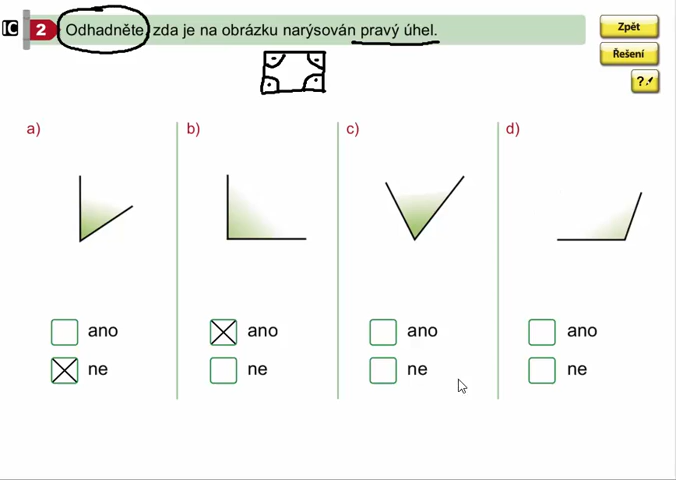 2 Odhadněte, zda je na obrázku narýsován pravý úhel.
Zpět
Řešení
?
a) b) c) d)
ano ano ano ano
ne ne ne ne